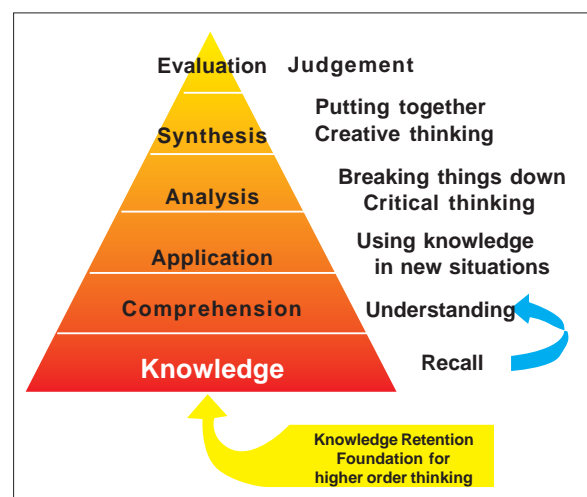 Evaluation Judgement
Putting together
Synthesis Creative thinking
Breaking things down
Analysis Critical thinking
Using knowledge
Application in new situations
Comprehension Understanding
Knowledge Recall
Knowledge Retention
Foundation for
higher order thinking